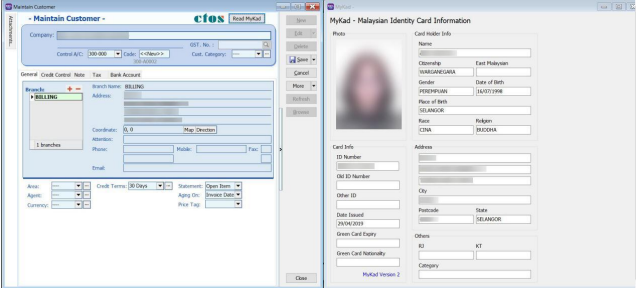 Maintain Customer -
- Maintain Customer -
cfos
Read MyKad
Attachments...
Company:
GST. No. :
Control A/C: 300-000 Code: <<New>> Cust. Category: ----
300-A0002
General Credit Control Note Tax Bank Account
Branch:
BILLING
1 branches
Branch Name: BILLING
Address:
Coordinate: 0, 0 Map Direction
Attention:
Phone: Mobile: Fax:
Email:
Area: ---- Credit Terms: 30 Days Statement: Open Item
Agent: ---- Aging On: Invoice Date
Currency: ---- Price Tag:
New
Edit
Delete
Save
Cancel
More
Refresh
Browse
Close
MyKad -
MyKad - Malaysian Identity Card Information
Photo
Card Holder Info
Name
Citizenship East Malaysian
WARGANEGARA
Gender Date of Birth
PEREMPUAN 16/07/1998
Place of Birth
SELANGOR
Race Religen
CINA BUDDHA
Card Info
ID Number
Old ID Number
Other ID
Date Issued
29/04/2019
Green Card Expiry
Green Card Nationality
MyKad Version 2
Address
City
Postcode State
SELANGOR
Others
RJ KT
Category